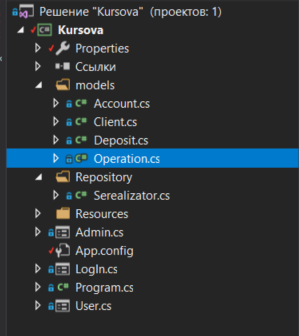 Решение "Kursova" (проектов: 1)
Kursova
Properties
Ссылки
models
Account.cs
Client.cs
Deposit.cs
Operation.cs
Repository
Serealizator.cs
Resources
Admin.cs
App.config
LogIn.cs
Program.cs
User.cs